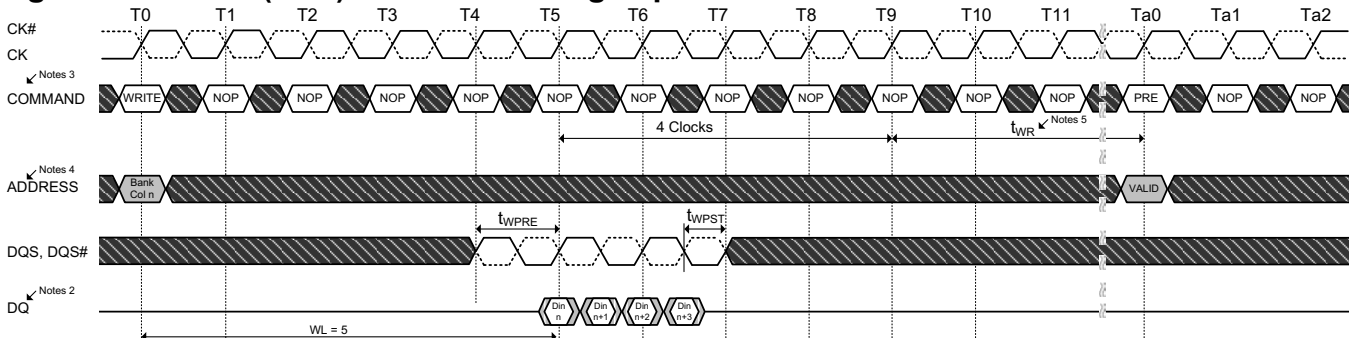 T0 T1 T2 T3 T4 T5 T6 T7 T8 T9 T10 T11 Ta0 Ta1 Ta2
CK#
CK
Notes 3
COMMAND WRITE NOP NOP NOP NOP NOP NOP NOP NOP NOP NOP NOP PRE NOP NOP
4 Clocks tWR Notes 5
Notes 4
ADDRESS Bank Col n VALID
tWPRE tWPST
DQS, DQS#
Notes 2
DQ Din n Din n+1 Din n+2 Din n+3
WL = 5